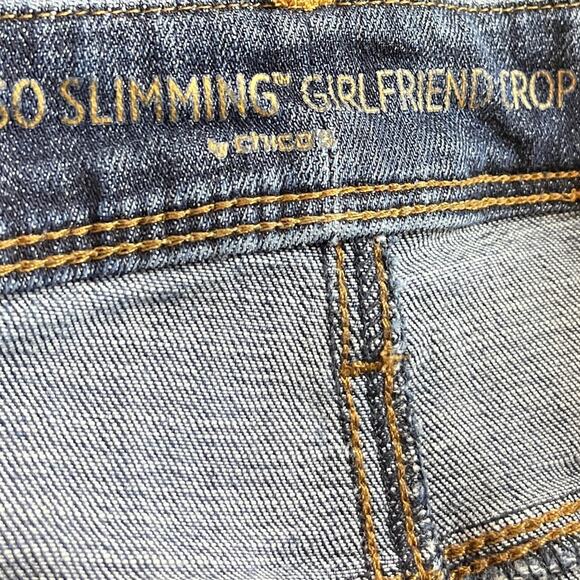 SO SLIMMING™ GIRLFRIEND CROP
by chico's